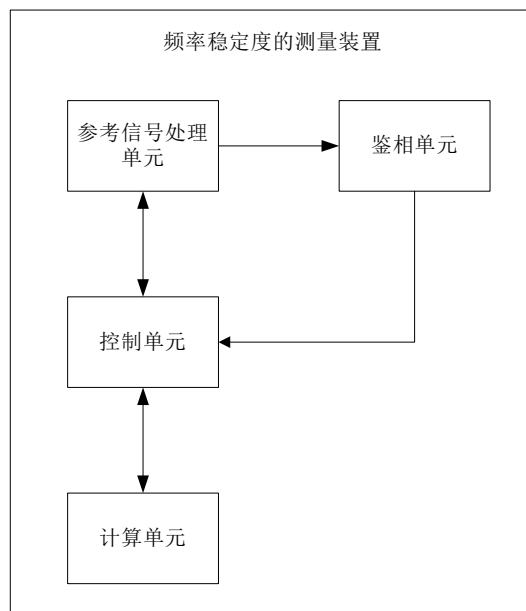 频率稳定度的测量装置
参考信号处理
单元
鉴相单元
控制单元
计算单元